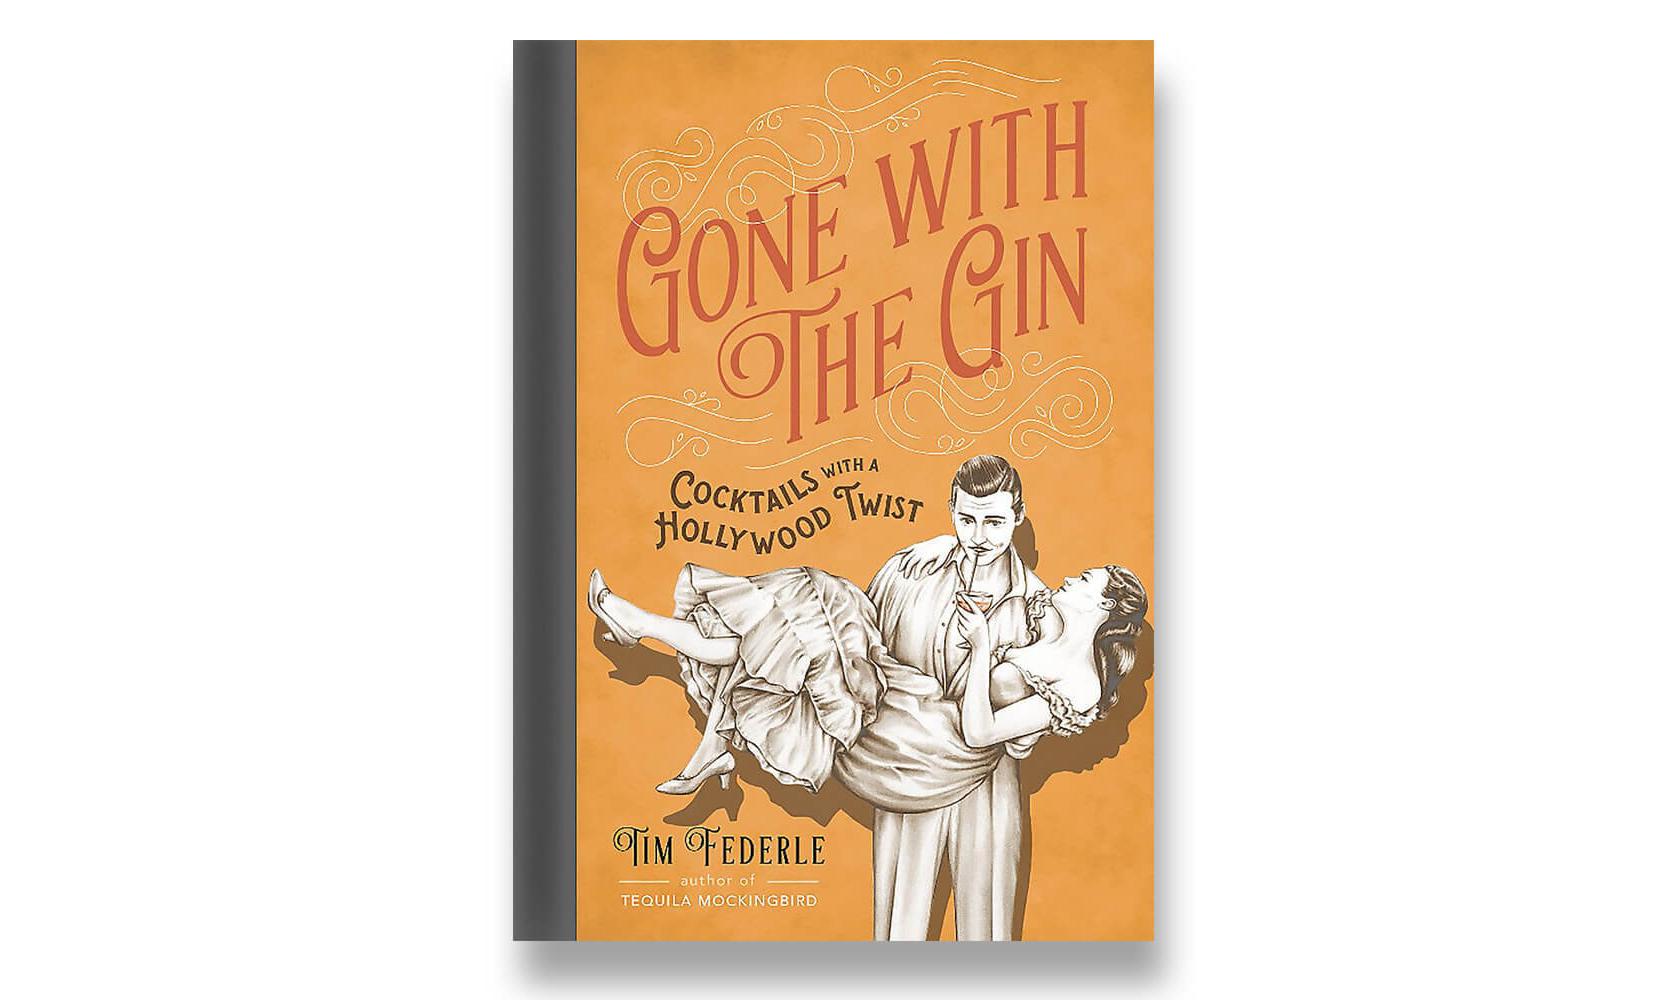 GONE WITH
THE GIN
COCKTAILS WITH A
HOLLYWOOD TWIST
TIM FEDERLE
author of
TEQUILA MOCKINGBIRD